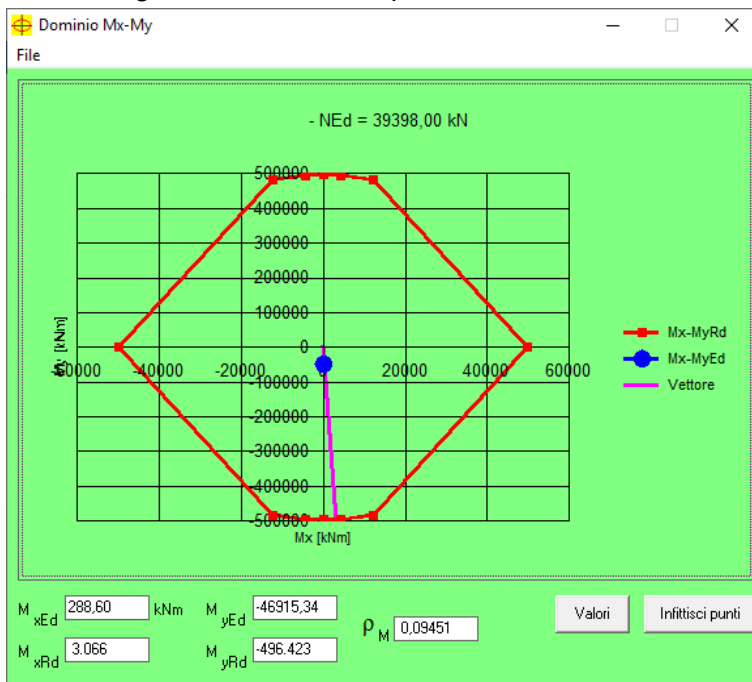 Dominio Mx-My
File
- NEd = 39398,00 kN
500000
400000
300000
200000
100000
0
-100000
-200000
-300000
-400000
-500000
-40000
-20000
20000
40000
60000
[kNm]
Mx [kNm]
Mx-MyRd
Mx-MyEd
Vettore
M xEd 288,60 kNm M yEd -46915,34
ρ M 0,09451
Valori
Infittisci punti
M xRd 3.066 M yRd -496.423